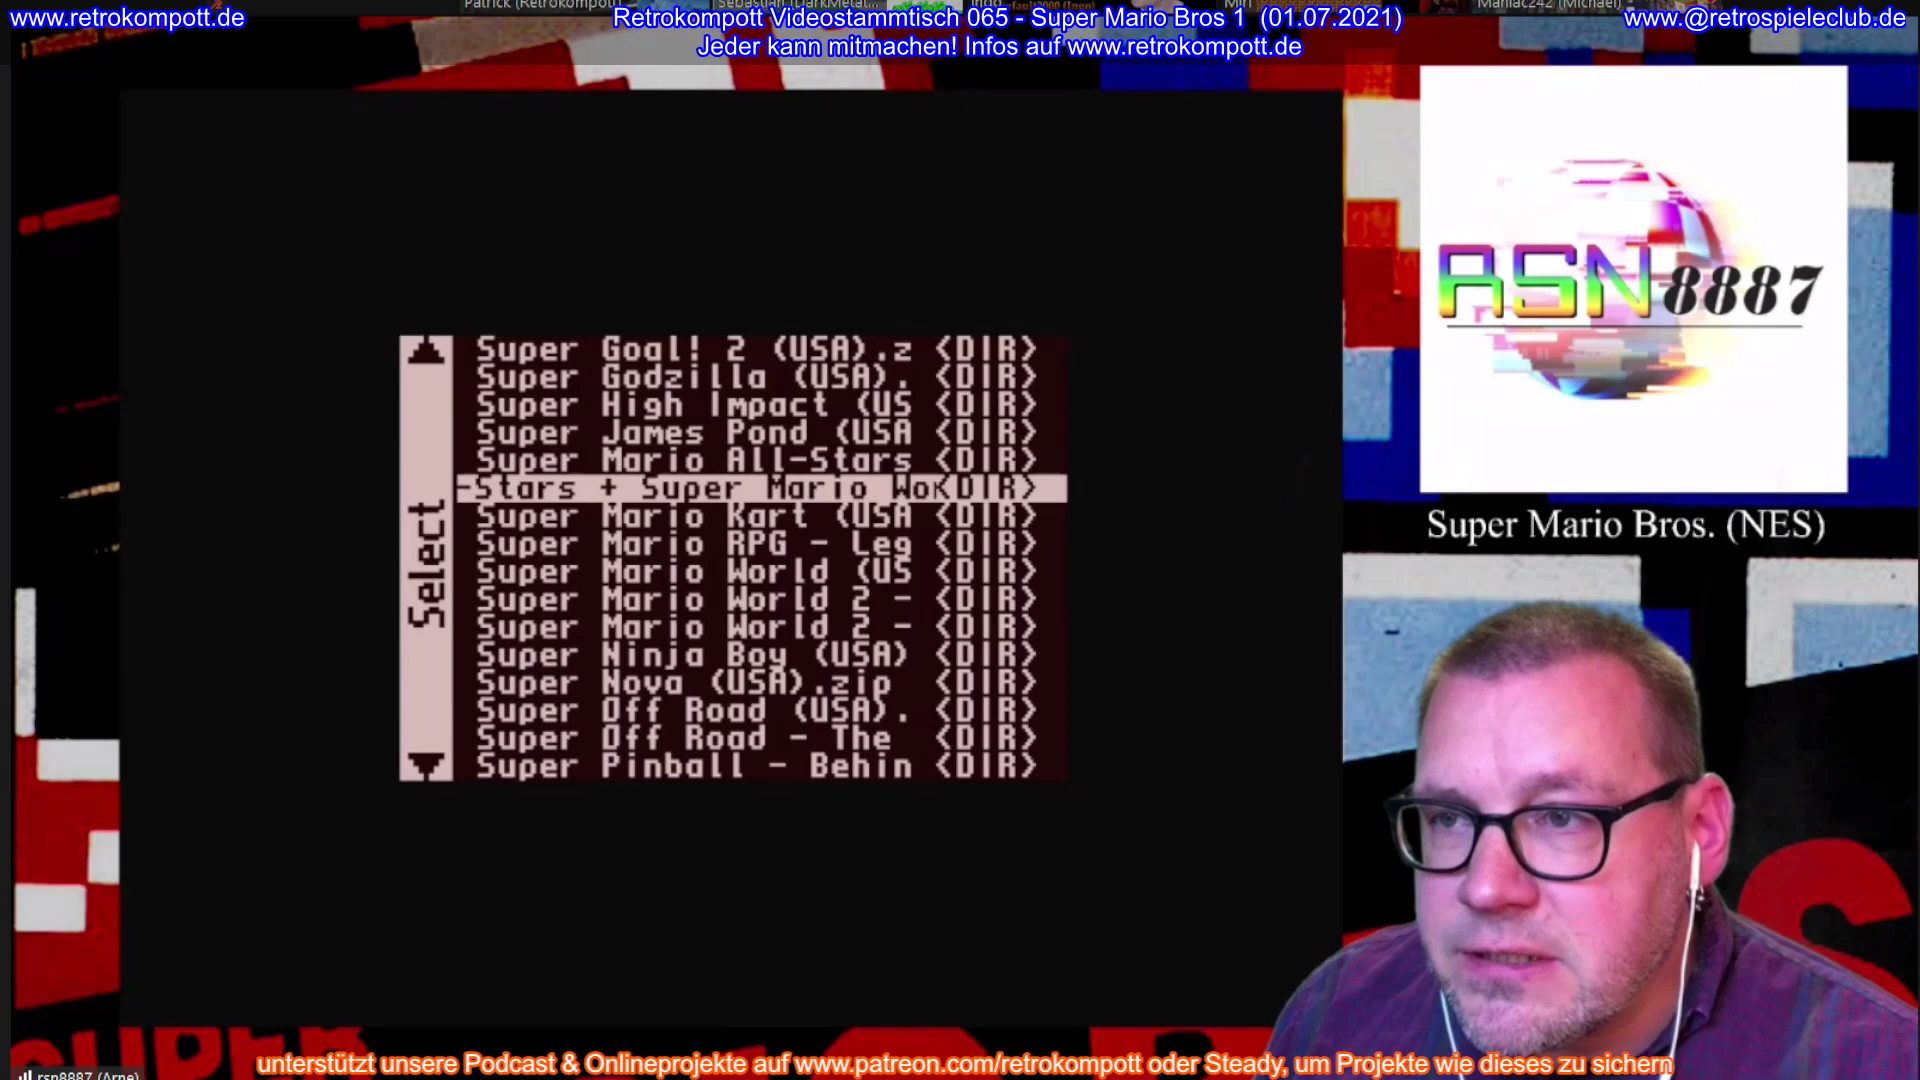 Patrick (Retrokompott)
www.retrokompott.de
Retrokompott Videostammtisch 065 - Super Mario Bros 1 (01.07.2021)
www.@retrospieleclub.de
Jeder kann mitmachen! Infos auf www.retrokompott.de
RSN8887
Super Mario Bros. (NES)
Select
Super Goal! 2 (USA).z <DIR>
Super Godzilla (USA). <DIR>
Super High Impact (US <DIR>
Super James Pond (USA <DIR>
Super Mario All-Stars <DIR>
-Stars + Super Mario Wo<DIR>
Super Mario Kart (USA <DIR>
Super Mario RPG - Leg <DIR>
Super Mario World (US <DIR>
Super Mario World 2 - <DIR>
Super Mario World 2 - <DIR>
Super Ninja Boy (USA) <DIR>
Super Nova (USA).zip <DIR>
Super Off Road (USA). <DIR>
Super Off Road - The <DIR>
Super Pinball - Behin <DIR>
SUPER
unterstützt unsere Podcast & Onlineprojekte auf www.patreon.com/retrokompott oder Steady, um Projekte wie dieses zu sichern
rsn8887 (Arne)